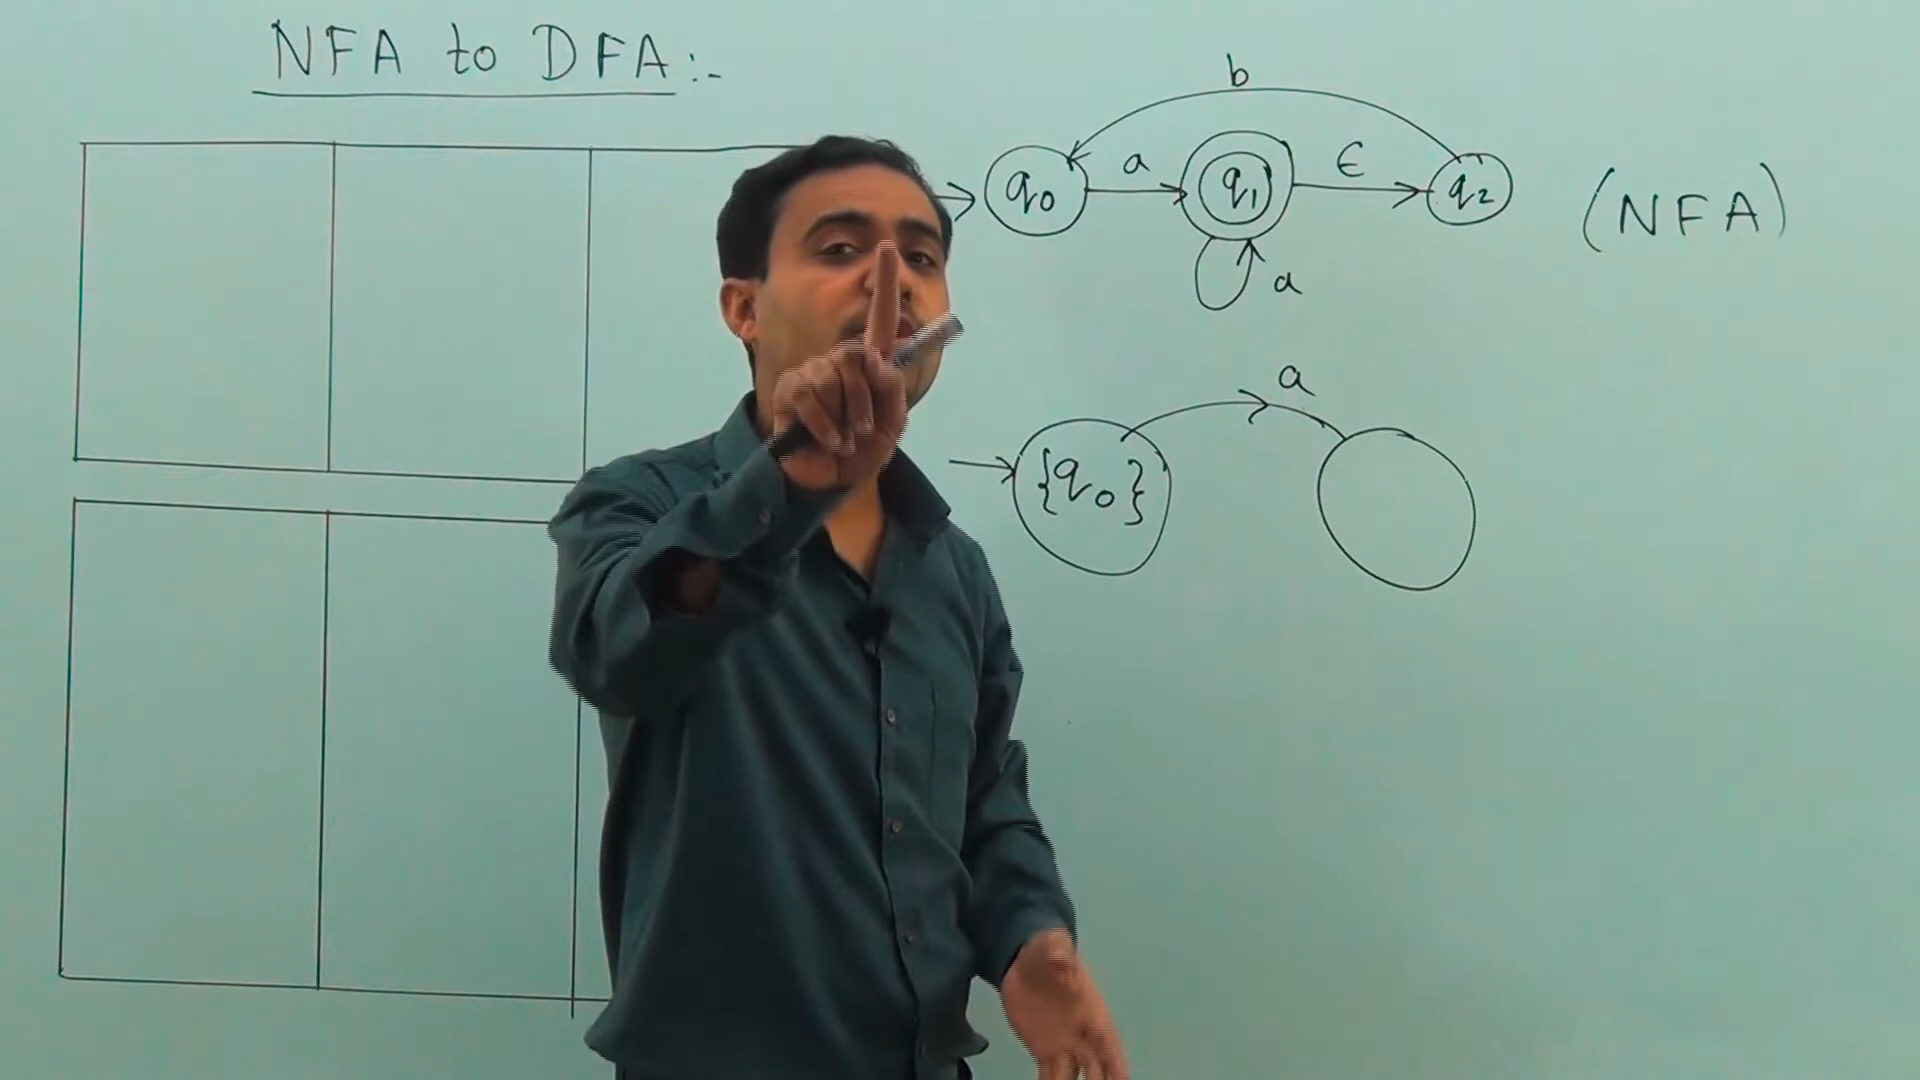 NFA to DFA:-
b
q0 a q1 ϵ q2 (NFA)
a
a
{q0}